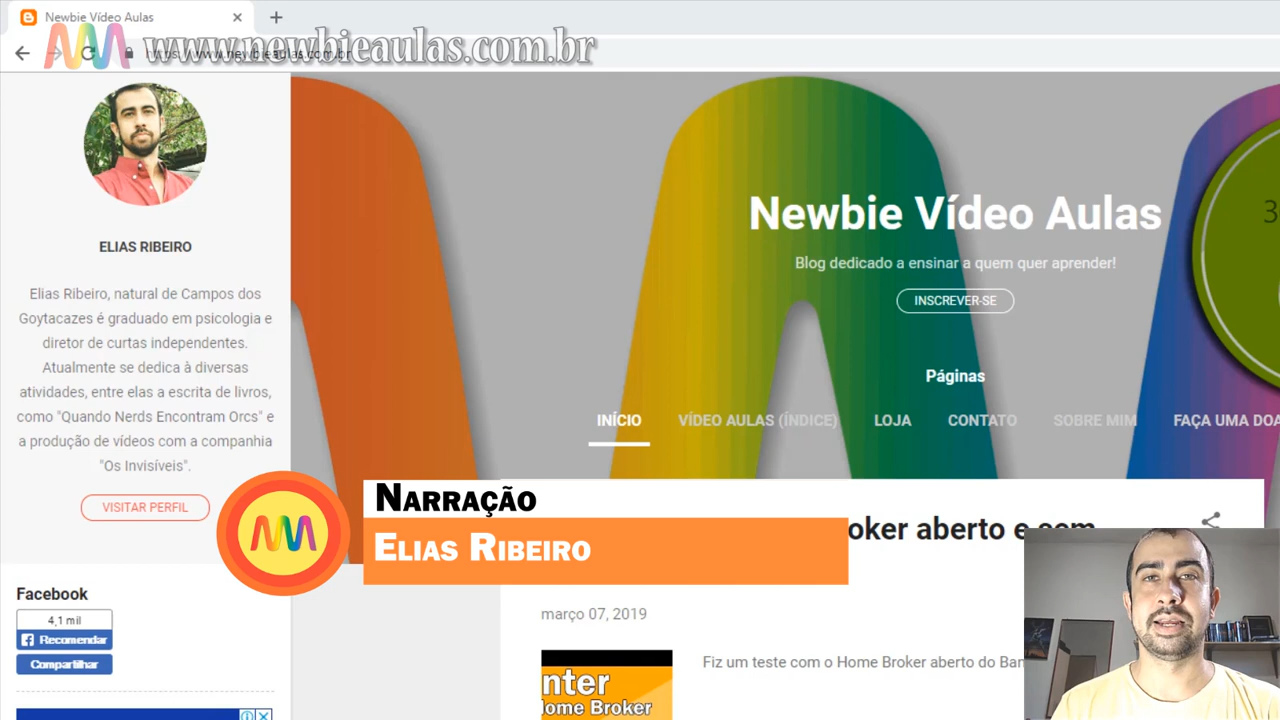 Newbie Vídeo Aulas
www.newbieaulas.com.br
ELIAS RIBEIRO
Elias Ribeiro, natural de Campos dos
Goytacazes é graduado em psicologia e
diretor de curtas independentes.
Atualmente se dedica à diversas
atividades, entre elas a escrita de livros,
como "Quando Nerds Encontram Orcs" e
a produção de vídeos com a companhia
"Os Invisíveis".
VISITAR PERFIL
Facebook
4,1 mil
Recomendar
Compartilhar
Newbie Vídeo Aulas
Blog dedicado a ensinar a quem quer aprender!
INSCREVER-SE
Páginas
INÍCIO VÍDEO AULAS (ÍNDICE) LOJA CONTATO SOBRE MIM FAÇA UMA DOA
Narração
Elias Ribeiro
oker aberto e
março 07, 2019
Fiz um teste com o Home Broker aberto do Ban
nter
ome Broker